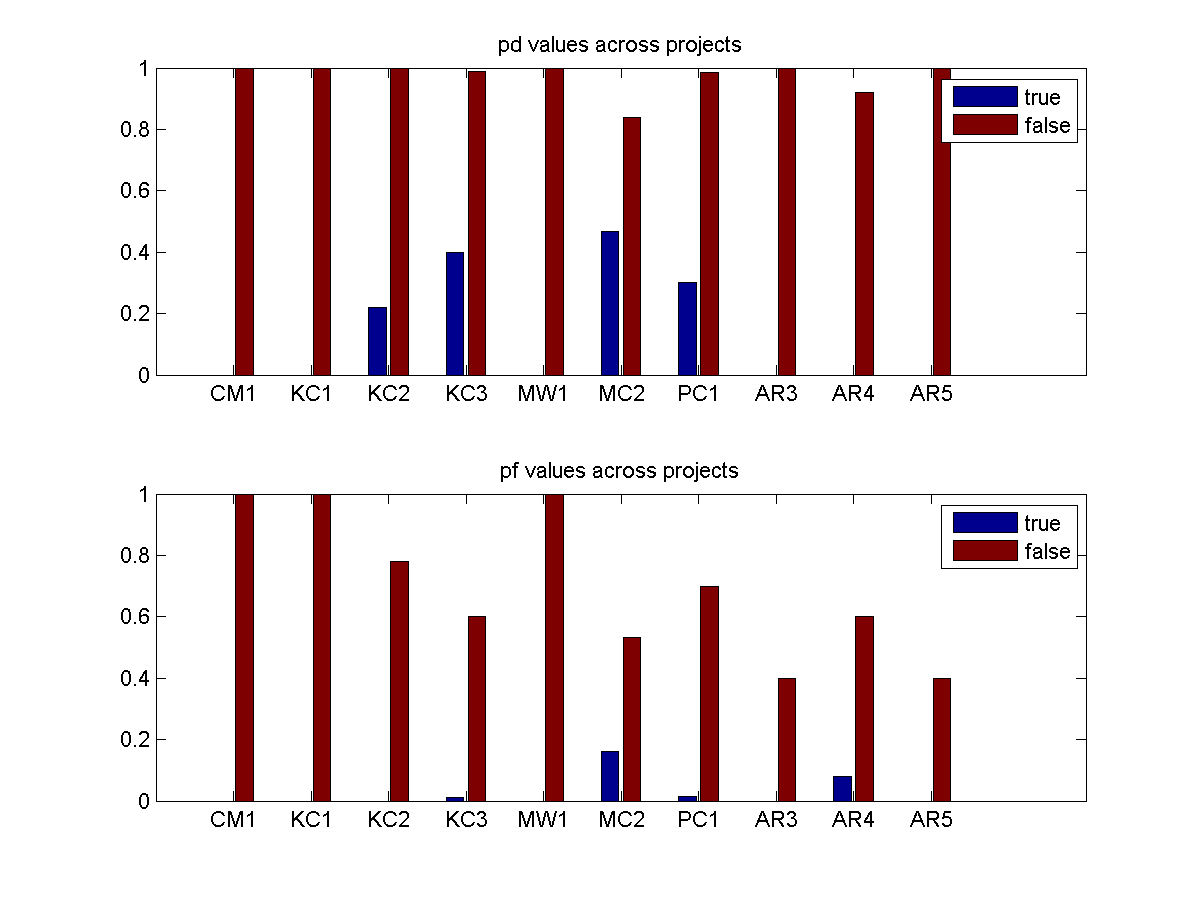 pd values across projects
1
0.8
0.6
0.4
0.2
0
true
false
CM1 KC1 KC2 KC3 MW1 MC2 PC1 AR3 AR4 AR5
pf values across projects
1
0.8
0.6
0.4
0.2
0
true
false
CM1 KC1 KC2 KC3 MW1 MC2 PC1 AR3 AR4 AR5